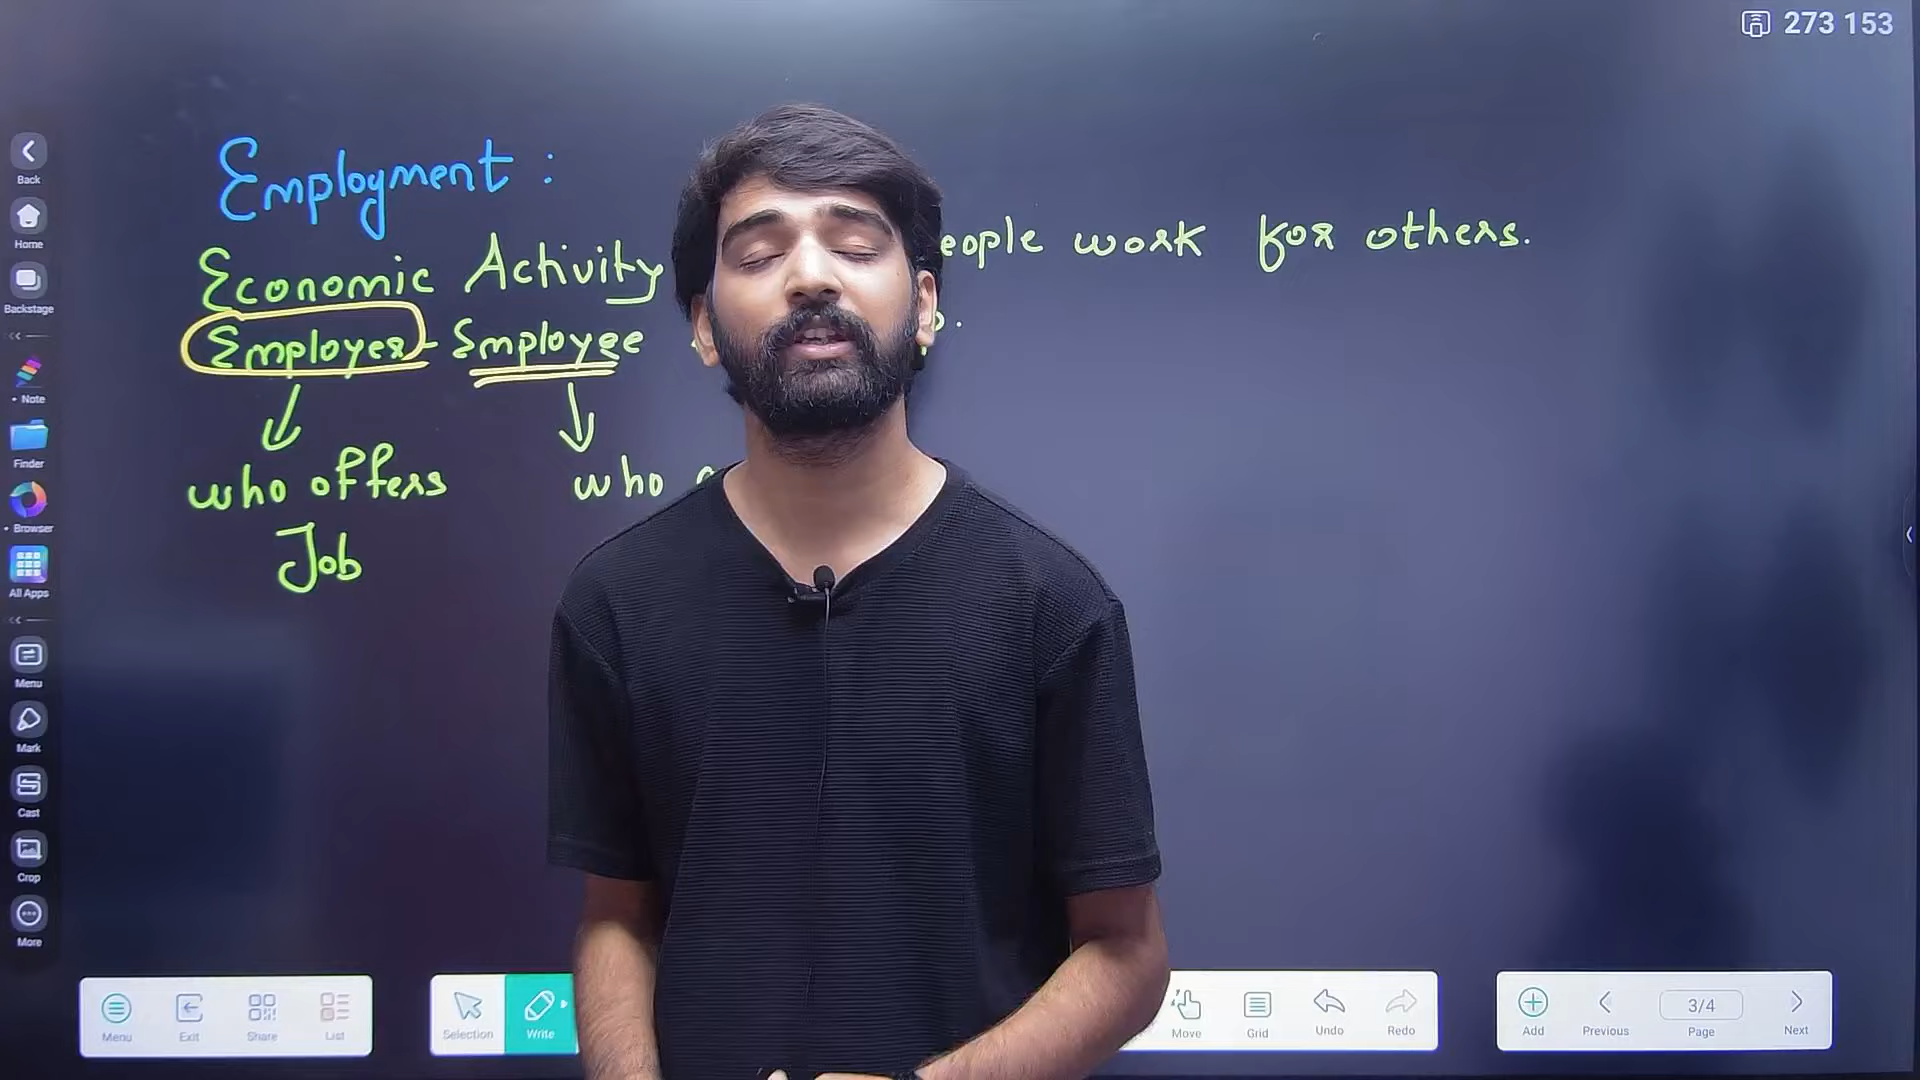 273 153
Employment :
Economic Activity
eople work for others.
Employer - Employee
who offers
who
Job
Back
Home
Backstage
Note
Finder
Browser
All Apps
Menu
Mark
Cast
Crop
More
Menu Exit Share List
Selection Write
Move Grid Undo Redo
Add Previous 3/4 Page Next